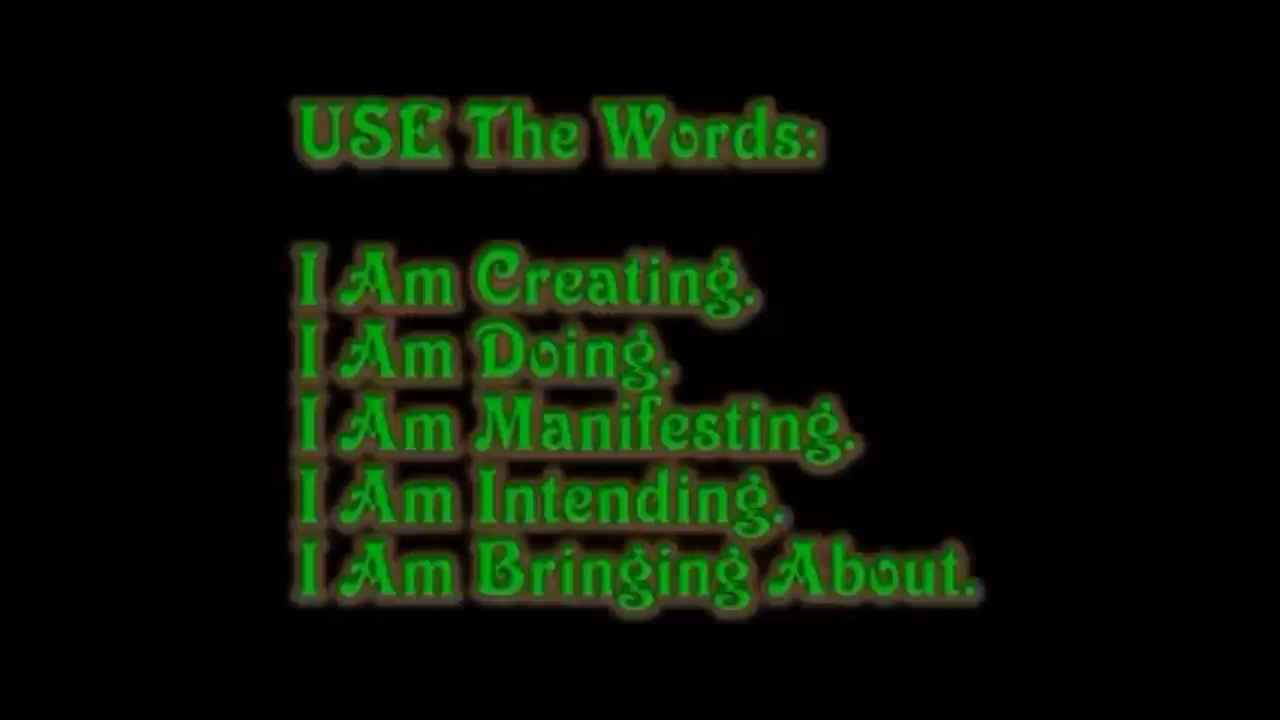 USE The Words:
I Am Creating.
I Am Doing.
I Am Manifesting.
I Am Intending.
I Am Bringing About.